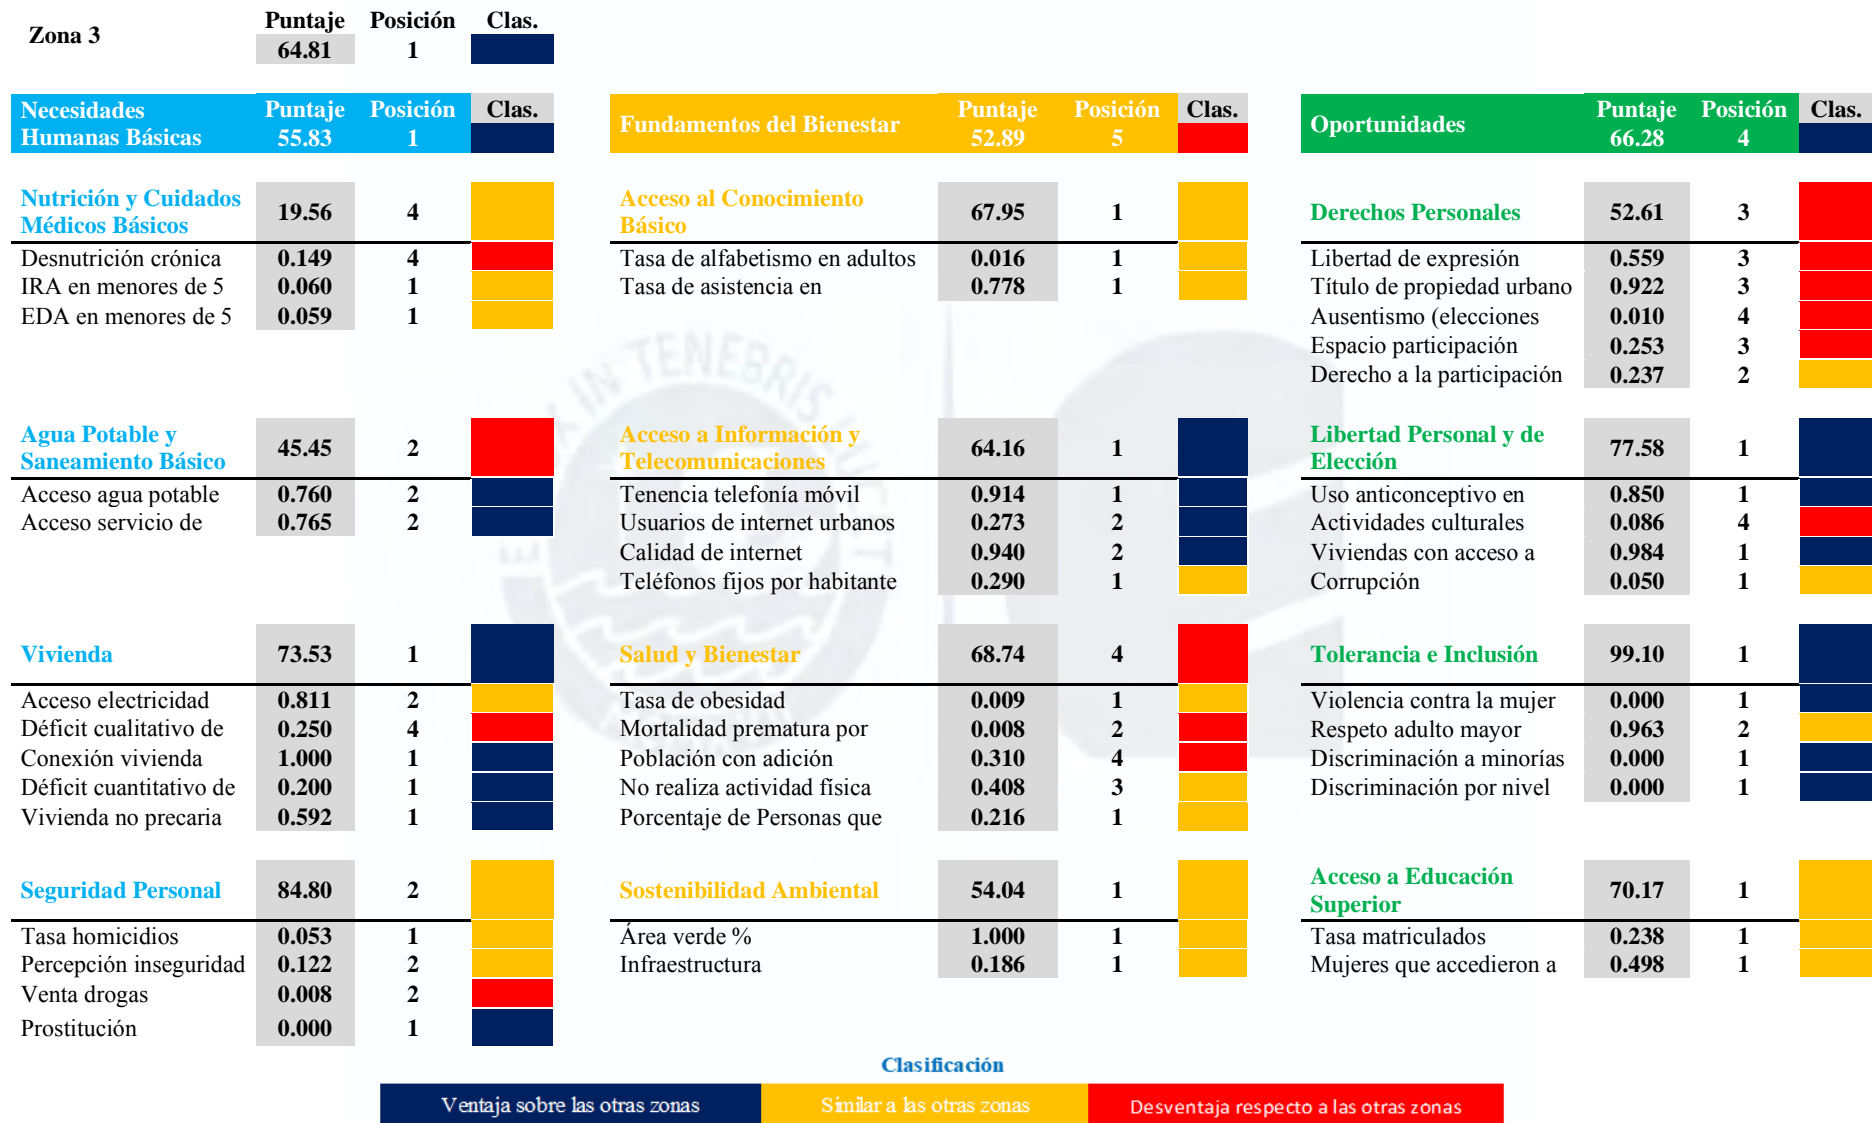 Zona 3
Puntaje Posición Clas.
64.81 1
Necesidades Humanas Básicas Puntaje Posición Clas.
55.83 1
Nutrición y Cuidados Médicos Básicos 19.56 4
Desnutrición crónica 0.149 4
IRA en menores de 5 0.060 1
EDA en menores de 5 0.059 1
Agua Potable y Saneamiento Básico 45.45 2
Acceso agua potable 0.760 2
Acceso servicio de 0.765 2
Vivienda 73.53 1
Acceso electricidad 0.811 2
Déficit cualitativo de 0.250 4
Conexión vivienda 1.000 1
Déficit cuantitativo de 0.200 1
Vivienda no precaria 0.592 1
Seguridad Personal 84.80 2
Tasa homicidios 0.053 1
Percepción inseguridad 0.122 2
Venta drogas 0.008 2
Prostitución 0.000 1
Fundamentos del Bienestar Puntaje Posición Clas.
52.89 5
Acceso al Conocimiento Básico 67.95 1
Tasa de alfabetismo en adultos 0.016 1
Tasa de asistencia en 0.778 1
Acceso a Información y Telecomunicaciones 64.16 1
Tenencia telefonía móvil 0.914 1
Usuarios de internet urbanos 0.273 2
Calidad de internet 0.940 2
Teléfonos fijos por habitante 0.290 1
Salud y Bienestar 68.74 4
Tasa de obesidad 0.009 1
Mortalidad prematura por 0.008 2
Población con adición 0.310 4
No realiza actividad física 0.408 3
Porcentaje de Personas que 0.216 1
Sostenibilidad Ambiental 54.04 1
Área verde % 1.000 1
Infraestructura 0.186 1
Oportunidades Puntaje Posición Clas.
66.28 4
Derechos Personales 52.61 3
Libertad de expresión 0.559 3
Título de propiedad urbano 0.922 3
Ausentismo (elecciones 0.010 4
Espacio participación 0.253 3
Derecho a la participación 0.237 2
Libertad Personal y de Elección 77.58 1
Uso anticonceptivo en 0.850 1
Actividades culturales 0.086 4
Viviendas con acceso a 0.984 1
Corrupción 0.050 1
Tolerancia e Inclusión 99.10 1
Violencia contra la mujer 0.000 1
Respeto adulto mayor 0.963 2
Discriminación a minorías 0.000 1
Discriminación por nivel 0.000 1
Acceso a Educación Superior 70.17 1
Tasa matriculados 0.238 1
Mujeres que accedieron a 0.498 1
Clasificación
Ventaja sobre las otras zonas
Similar a las otras zonas
Desventaja respecto a las otras zonas